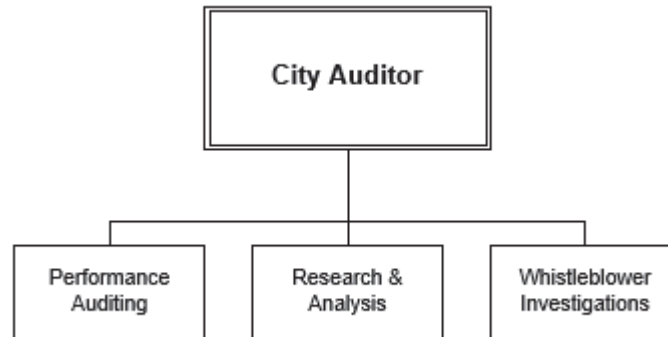 City Auditor
Performance
Auditing
Research &
Analysis
Whistleblower
Investigations